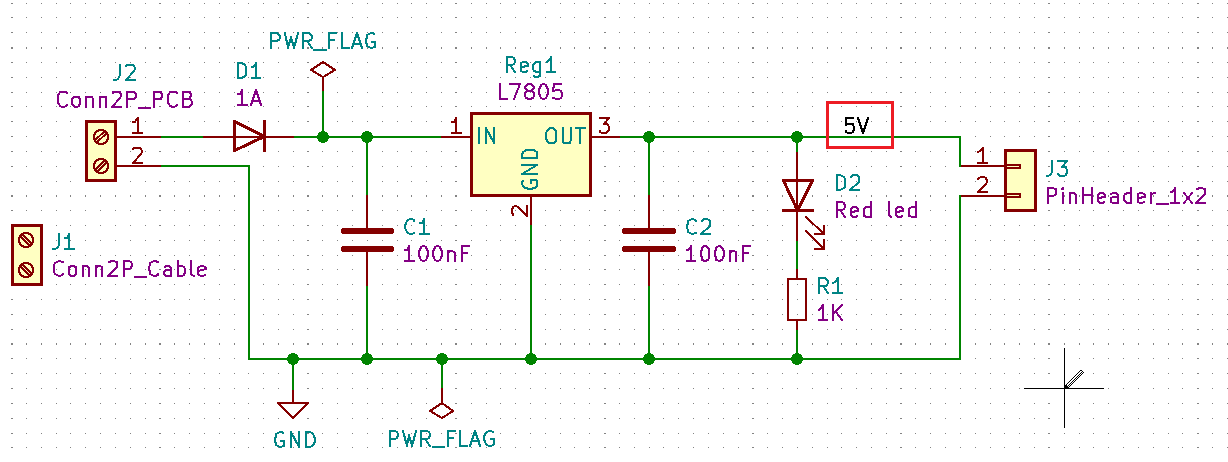 PWR_FLAG
J2
Conn2P_PCB
1
2
D1
1A
Reg1
L7805
1
IN
OUT
3
GND
2
5V
1
2
J3
PinHeader_1x2
D2
Red led
C1
100nF
C2
100nF
J1
Conn2P_Cable
R1
1K
GND
PWR_FLAG